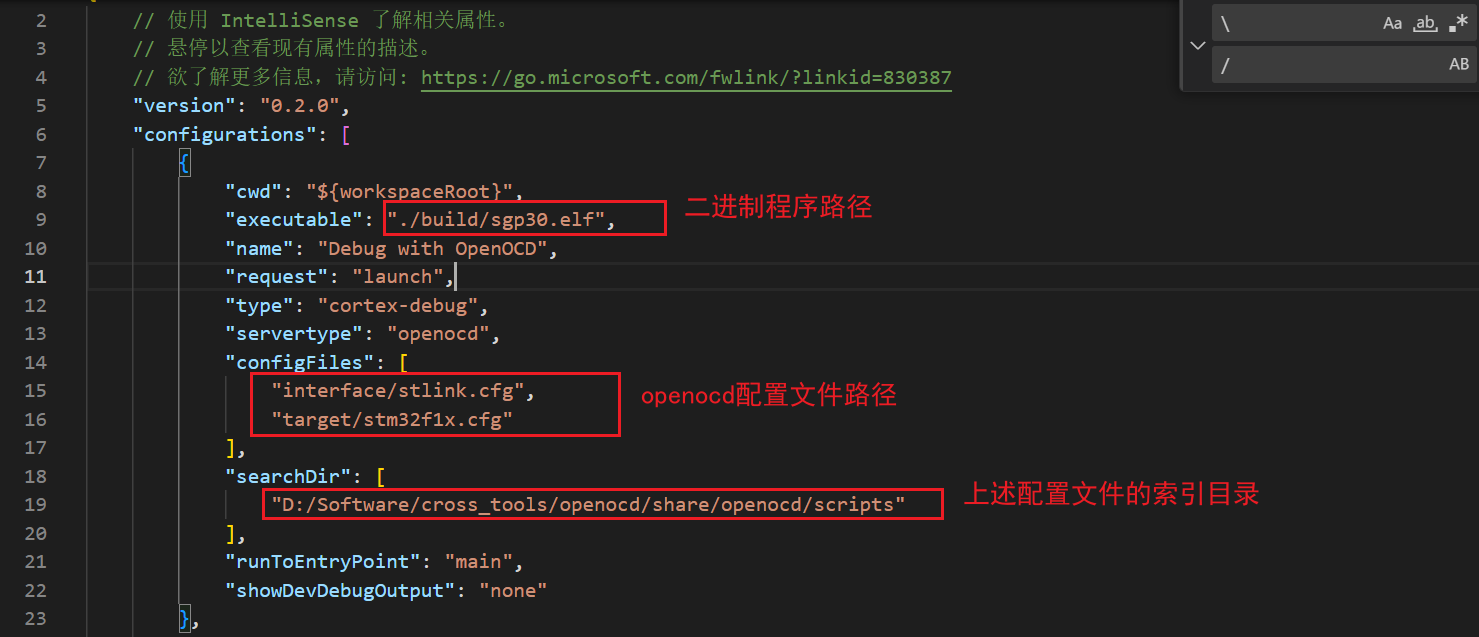 2 // 使用 IntelliSense 了解相关属性。
3 // 悬停以查看现有属性的描述。
4 // 欲了解更多信息，请访问: https://go.microsoft.com/fwlink/?linkid=830387
5 "version": "0.2.0",
6 "configurations": [
7 {
8 "cwd": "${workspaceRoot}",
9 "executable": "./build/sgp30.elf", 二进制程序路径
10 "name": "Debug with OpenOCD",
11 "request": "launch",
12 "type": "cortex-debug",
13 "servertype": "openocd",
14 "configFiles": [
15 "interface/stlink.cfg", openocd配置文件路径
16 "target/stm32f1x.cfg"
17 ],
18 "searchDir": [
19 "D:/Software/cross_tools/openocd/share/openocd/scripts" 上述配置文件的索引目录
20 ],
21 "runToEntryPoint": "main",
22 "showDevDebugOutput": "none"
23 },
\ Aa ab .*
/ AB